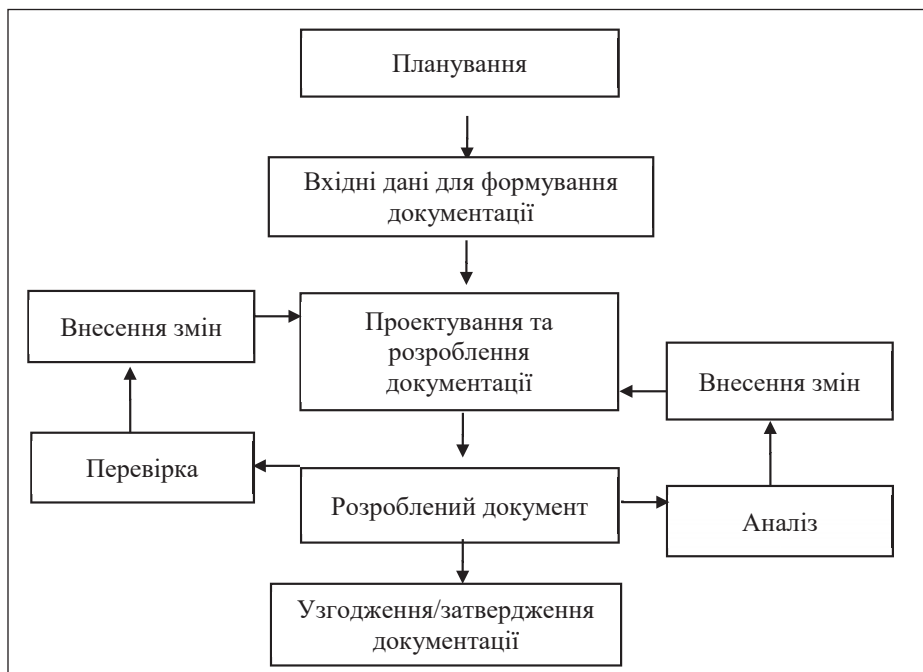 Планування
Вхідні дані для формування
документації
Внесення змін
Проектування та
розроблення
документації
Внесення змін
Перевірка
Розроблений документ
Аналіз
Узгодження/затвердження
документації